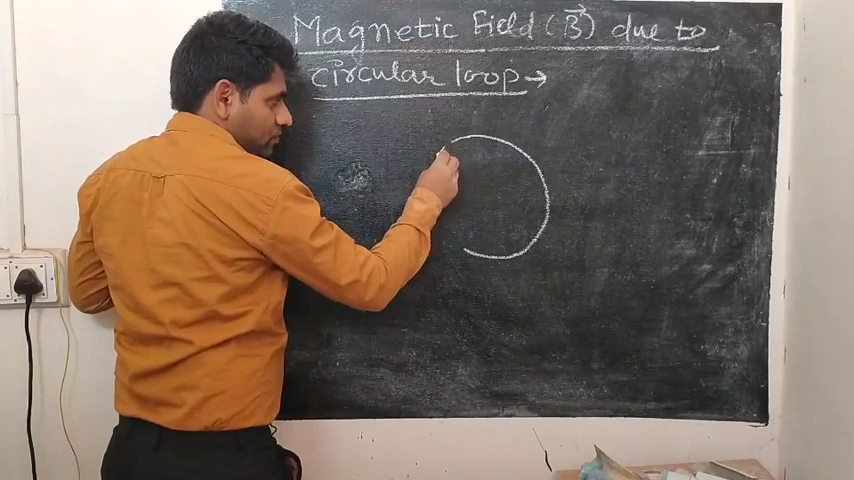 Magnetic field (B⃗) due to
circular loop →